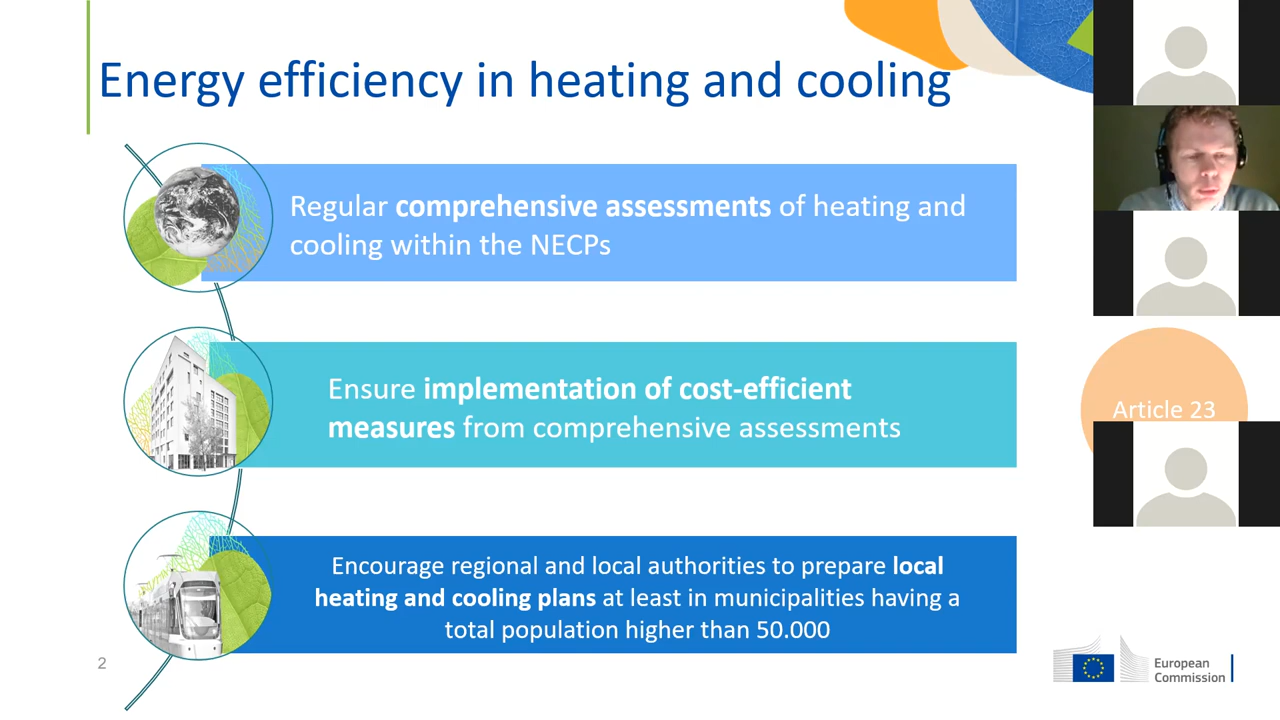 Energy efficiency in heating and cooling
Regular comprehensive assessments of heating and
cooling within the NECPs
Ensure implementation of cost-efficient
measures from comprehensive assessments
Article 23
Encourage regional and local authorities to prepare local
heating and cooling plans at least in municipalities having a
total population higher than 50.000
2
European
Commission